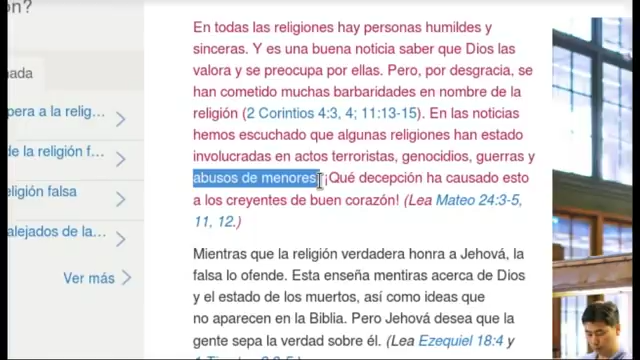 ón?
En todas las religiones hay personas humildes y
sinceras. Y es una buena noticia saber que Dios las
valora y se preocupa por ellas. Pero, por desgracia, se
han cometido muchas barbaridades en nombre de la
religión (2 Corintios 4:3, 4; 11:13-15). En las noticias
hemos escuchado que algunas religiones han estado
involucradas en actos terroristas, genocidios, guerras y
abusos de menores. ¡Qué decepción ha causado esto
a los creyentes de buen corazón! (Lea Mateo 24:3-5,
11, 12.)
Mientras que la religión verdadera honra a Jehová, la
falsa lo ofende. Esta enseña mentiras acerca de Dios
y el estado de los muertos, así como ideas que
no aparecen en la Biblia. Pero Jehová desea que la
gente sepa la verdad sobre él. (Lea Ezequiel 18:4 y
nada
pera a la relig...
de la religión f...
eligión falsa
alejados de la...
Ver más